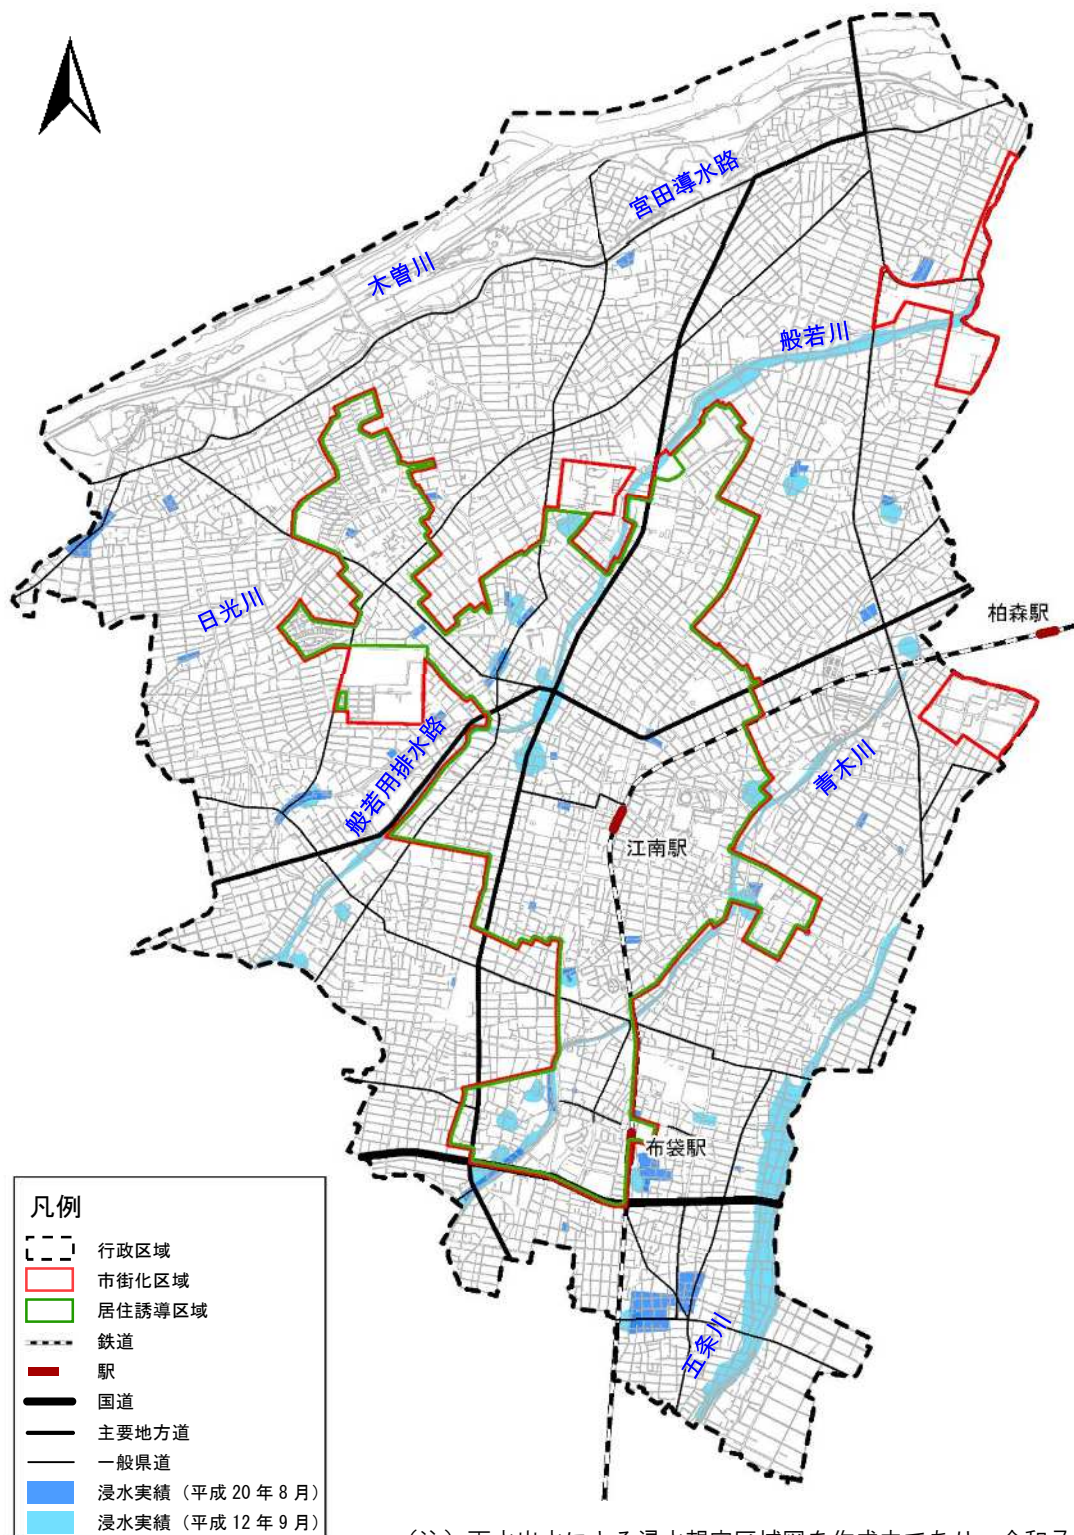 宮田導水路
木曽川
般若川
日光川
柏森駅
般若用排水路
青木川
江南駅
布袋駅
五条川
凡例
行政区域
市街化区域
居住誘導区域
鉄道
駅
国道
主要地方道
一般県道
浸水実績（平成 20 年 8 月）
浸水実績（平成 12 年 9 月）